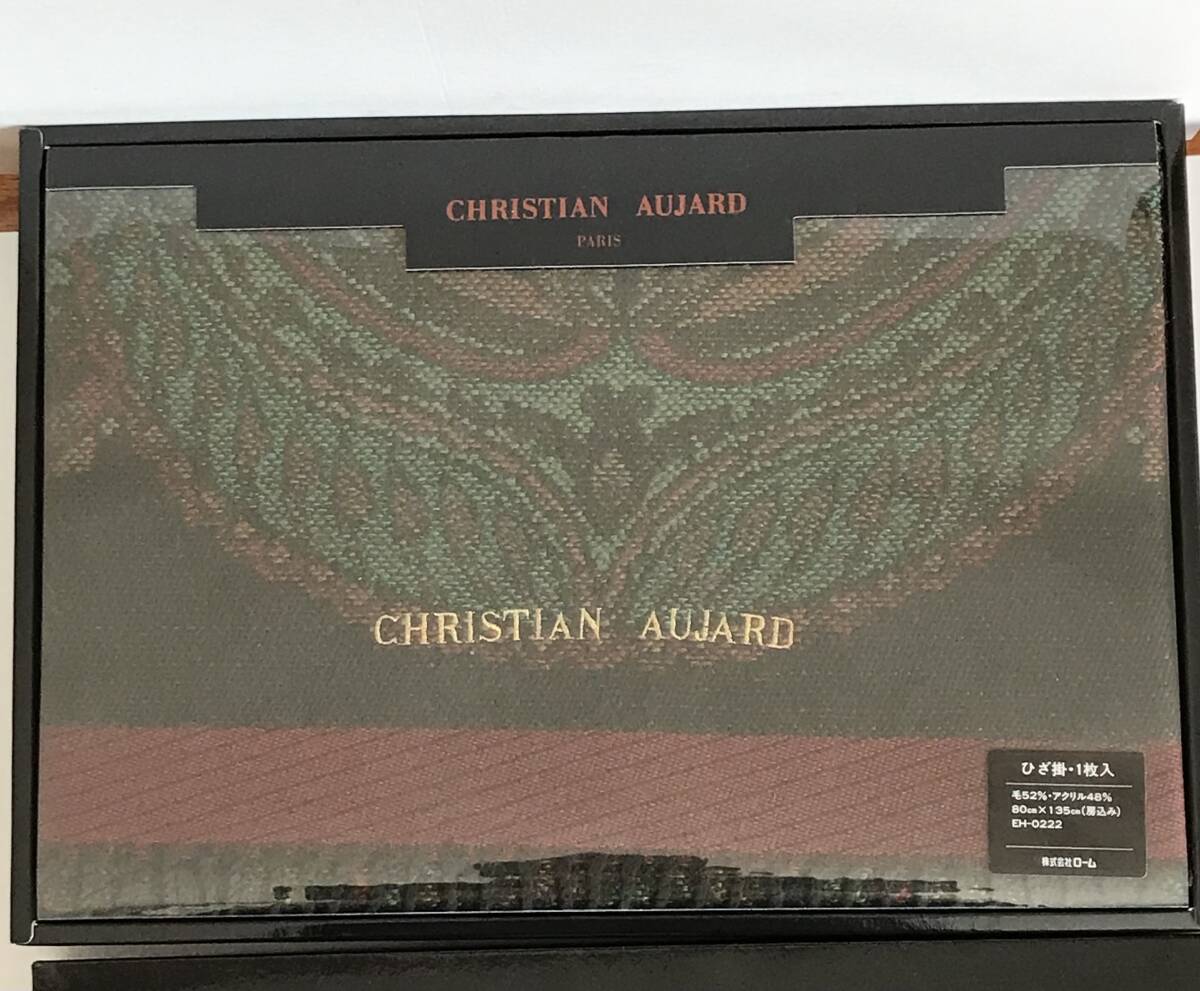 CHRISTIAN AUJARD
PARIS
CHRISTIAN AUJARD
ひざ掛・1枚入
毛52%・アクリル48%
80cm×135cm(房込み)
EH-0222
株式会社ローム